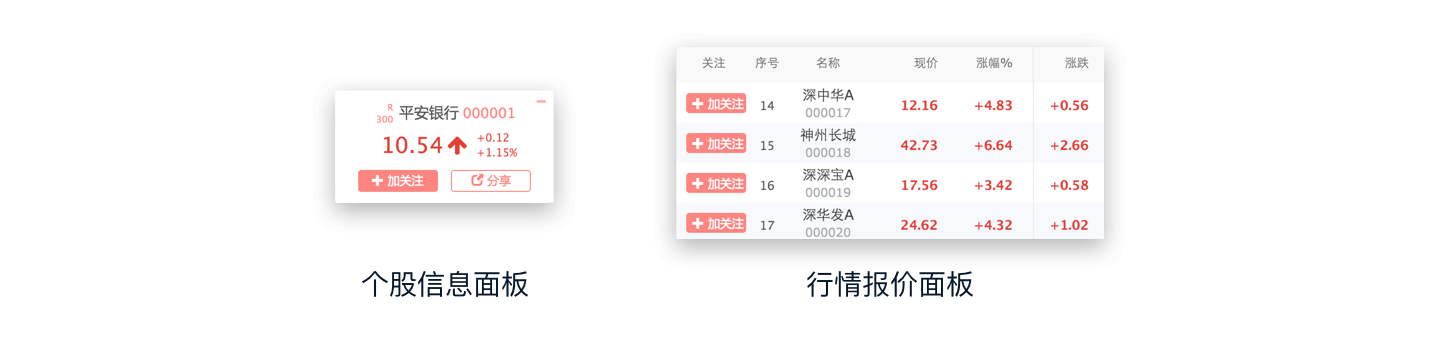 R
300
平安银行 000001
10.54
+0.12
+1.15%
加关注
分享
个股信息面板
关注 序号 名称 现价 涨幅% 涨跌
加关注 14 深中华A 12.16 +4.83 +0.56
000017
加关注 15 神州长城 42.73 +6.64 +2.66
000018
加关注 16 深深宝A 17.56 +3.42 +0.58
000019
加关注 17 深华发A 24.62 +4.32 +1.02
000020
行情报价面板